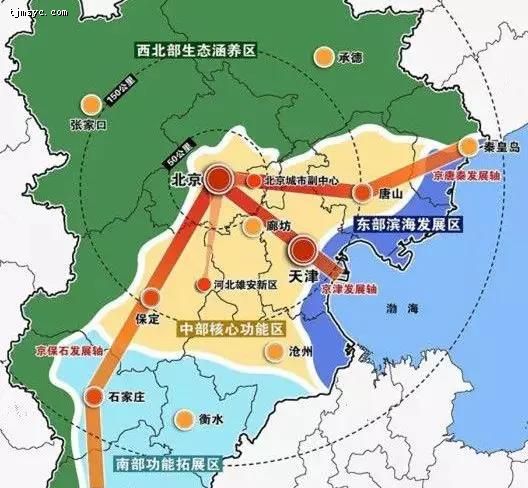 tjmsyc.com
西北部生态涵养区
承德
150公里
张家口
50公里
秦皇岛
北京
北京城市副中心
京唐秦发展轴
唐山
廊坊
东部滨海发展区
天津
河北雄安新区
京津发展轴
渤海
保定
中部核心功能区
京保石发展轴
沧州
石家庄
衡水
南部功能拓展区